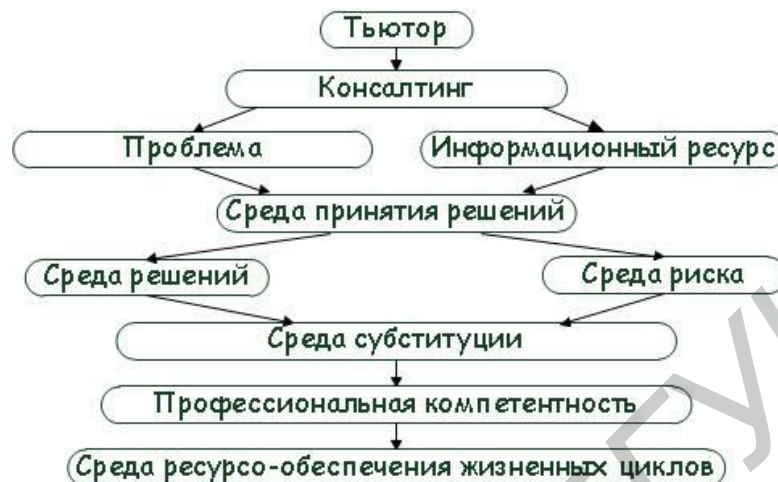 Тьютор
Консалтинг
Проблема
Информационный ресурс
Среда принятия решений
Среда решений
Среда риска
Среда субституции
Профессиональная компетентность
Среда ресурсо-обеспечения жизненных циклов